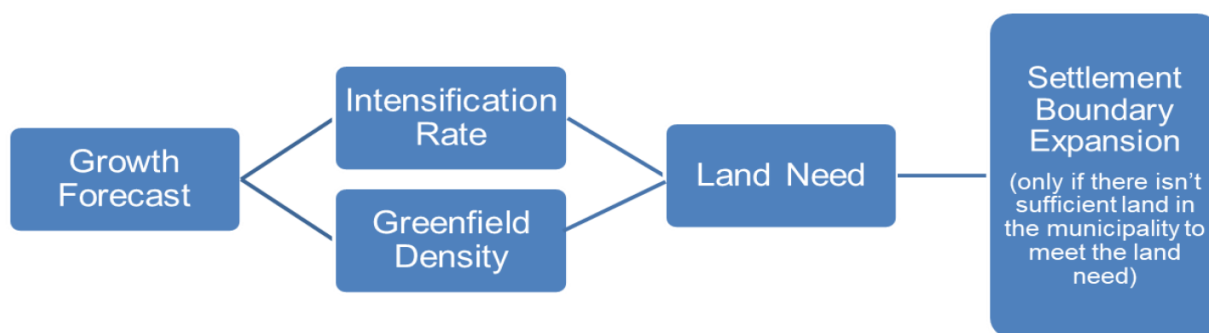 Growth
Forecast
Intensification
Rate
Greenfield
Density
Land Need
Settlement
Boundary
Expansion
(only if there isn’t
sufficient land in
the municipality to
meet the land
need)